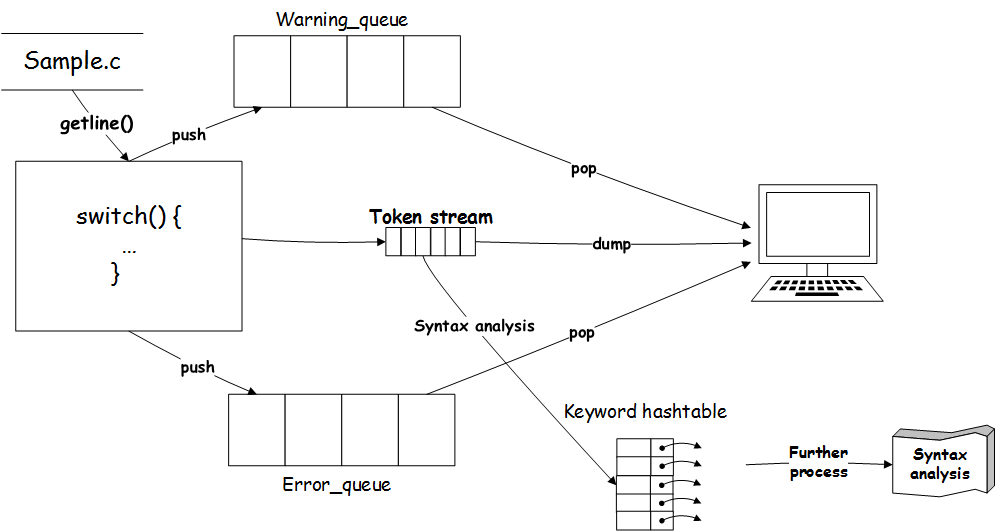 Warning_queue
Sample.c
getline()
push
pop
switch() {
...
}
Token stream
dump
Syntax analysis
pop
push
Keyword hashtable
Error_queue
Further
process
Syntax
analysis